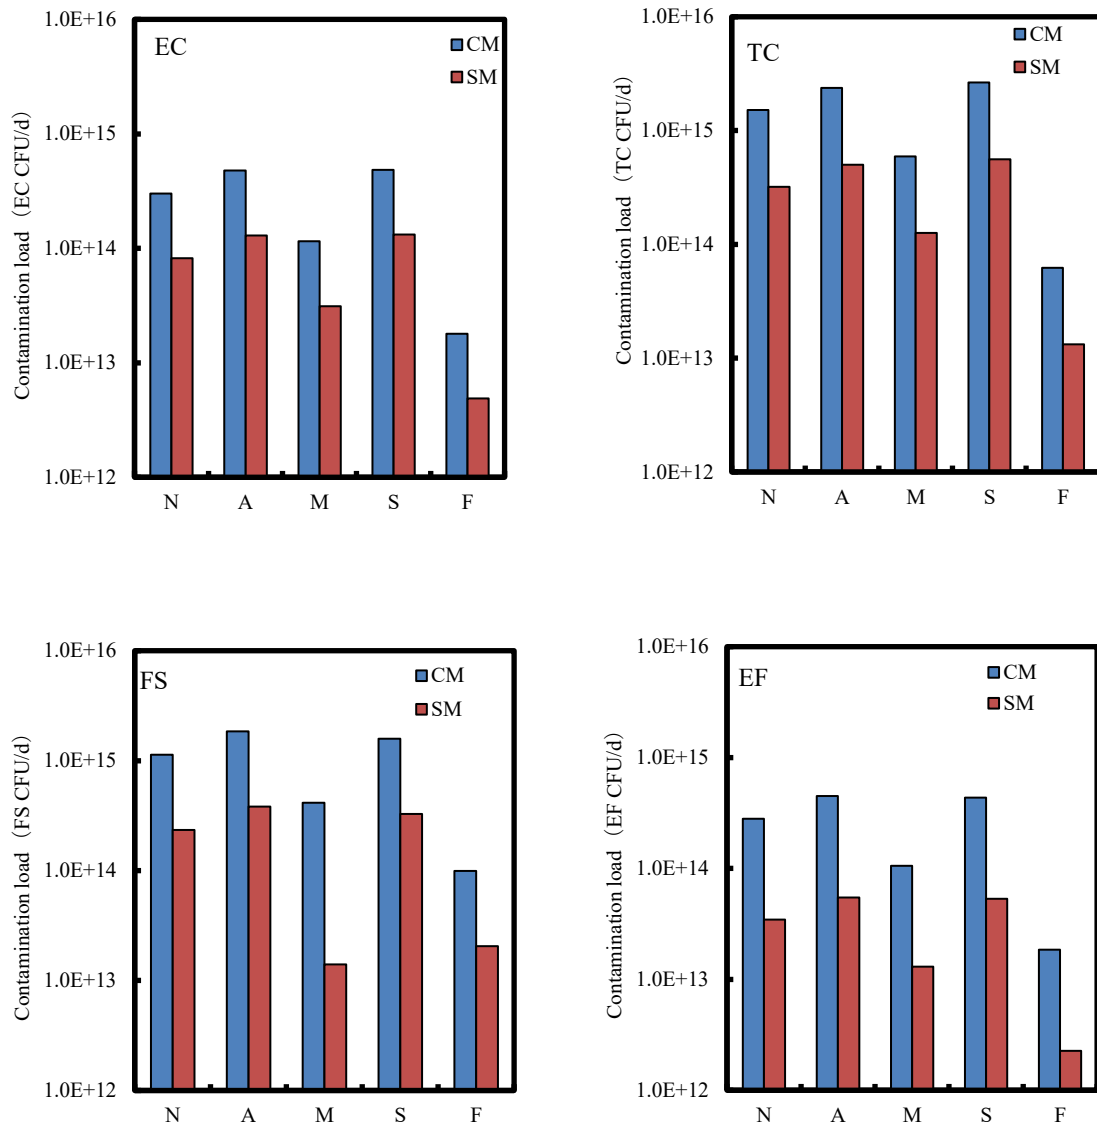 EC
CM
SM
Contamination load（EC CFU/d）
1.0E+16
1.0E+15
1.0E+14
1.0E+13
1.0E+12
N A M S F
TC
CM
SM
Contamination load（TC CFU/d）
1.0E+16
1.0E+15
1.0E+14
1.0E+13
1.0E+12
N A M S F
FS
CM
SM
Contamination load（FS CFU/d）
1.0E+16
1.0E+15
1.0E+14
1.0E+13
1.0E+12
N A M S F
EF
CM
SM
Contamination load（EF CFU/d）
1.0E+16
1.0E+15
1.0E+14
1.0E+13
1.0E+12
N A M S F